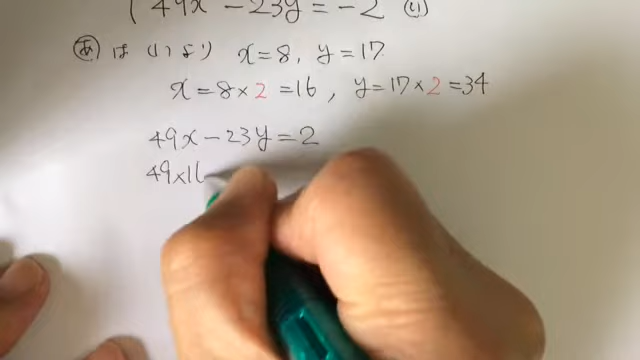 49x - 23y = -2 (い)
あ は (1)より x = 8, y = 17
x = 8 × 2 = 16, y = 17 × 2 = 34
49x - 23y = 2
49×16